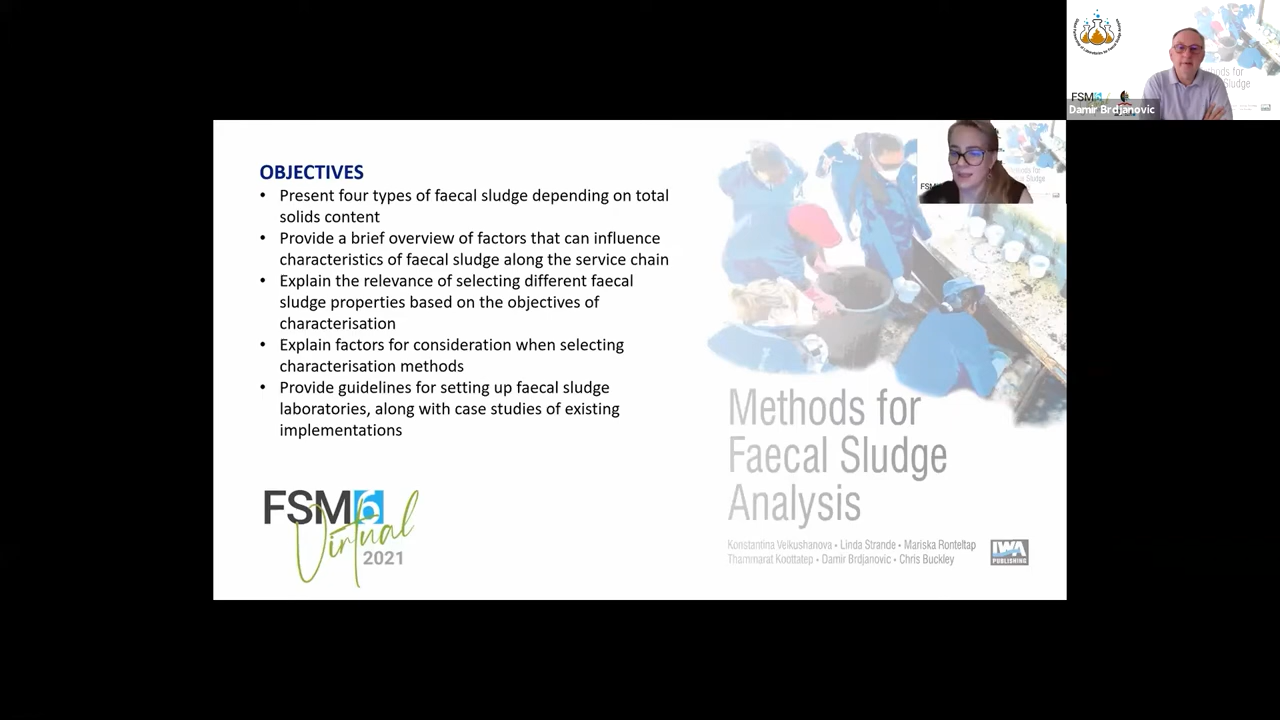 OBJECTIVES
• Present four types of faecal sludge depending on total
solids content
• Provide a brief overview of factors that can influence
characteristics of faecal sludge along the service chain
• Explain the relevance of selecting different faecal
sludge properties based on the objectives of
characterisation
• Explain factors for consideration when selecting
characterisation methods
• Provide guidelines for setting up faecal sludge
laboratories, along with case studies of existing
implementations
FSM6
Virtual
2021
Methods for
Faecal Sludge
Analysis
Konstantina Velkushanova • Linda Strande • Mariska Ronteltap
Thammarat Koottatep • Damir Brdjanovic • Chris Buckley
IWA
PUBLISHING
Damir Brdjanovic